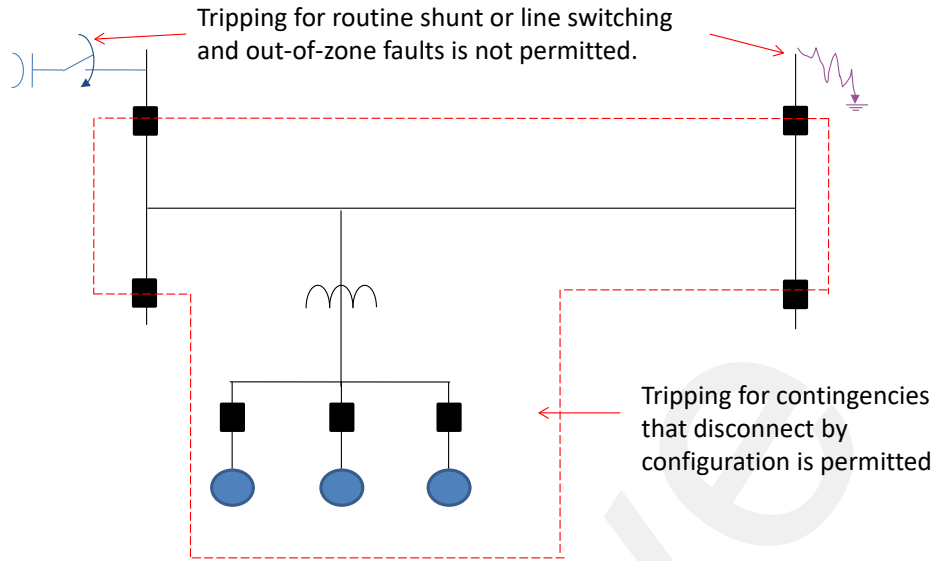 Tripping for routine shunt or line switching
and out-of-zone faults is not permitted.
Tripping for contingencies
that disconnect by
configuration is permitted